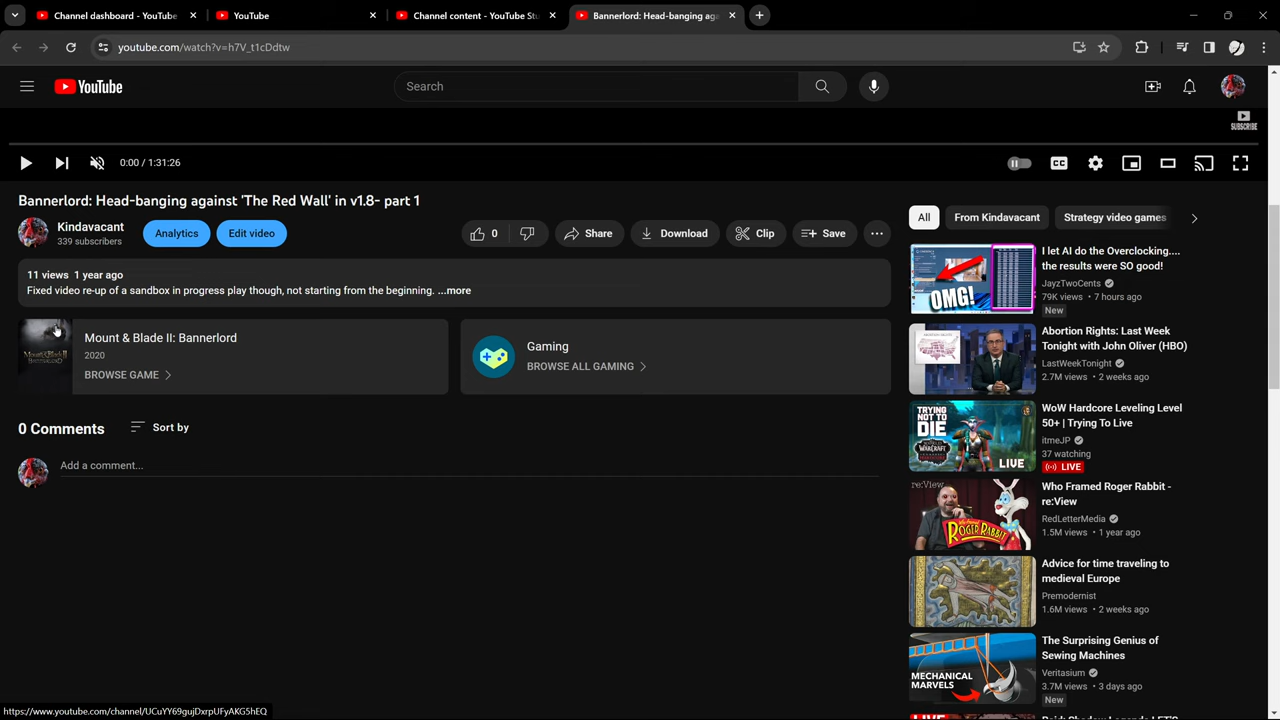 Channel dashboard - YouTube
YouTube
Channel content - YouTube Stu
Bannerlord: Head-banging aga
youtube.com/watch?v=h7V_t1cDdtw
YouTube
Search
SUBSCRIBE
0:00 / 1:31:26
CC
Bannerlord: Head-banging against 'The Red Wall' in v1.8- part 1
Kindavacant
339 subscribers
Analytics
Edit video
0
Share
Download
Clip
Save
11 views 1 year ago
Fixed video re-up of a sandbox in progress play though, not starting from the beginning. ...more
Mount & Blade II: Bannerlord
2020
BROWSE GAME
Gaming
BROWSE ALL GAMING
0 Comments
Sort by
Add a comment...
All
From Kindavacant
Strategy video games
OMG!
I let AI do the Overclocking....
the results were SO good!
JayzTwoCents
79K views • 7 hours ago
New
Abortion Rights: Last Week
Tonight with John Oliver (HBO)
LastWeekTonight
2.7M views • 2 weeks ago
TRYING
NOT TO
DIE
LIVE
WoW Hardcore Leveling Level
50+ | Trying To Live
itmeJP
37 watching
LIVE
re:View
WHO FRAMED
ROGER RABBIT
Who Framed Roger Rabbit -
re:View
RedLetterMedia
1.5M views • 1 year ago
Advice for time traveling to
medieval Europe
Premodernist
1.6M views • 2 weeks ago
MECHANICAL
MARVELS
The Surprising Genius of
Sewing Machines
Veritasium
3.7M views • 3 days ago
New
https://www.youtube.com/channel/UCuYY69gujDxrpUFyAKG5hEQ